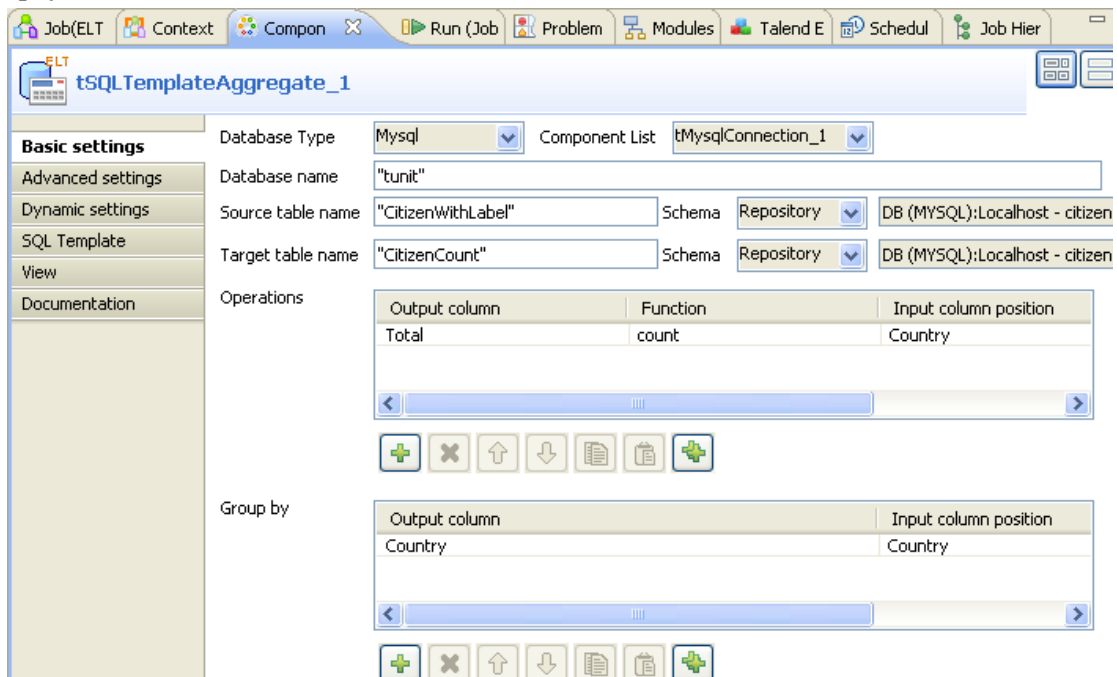 Job(ELT Context Compon Run (Job Problem Modules Talend E Schedul Job Hier
ELT
tSQLTemplateAggregate_1
Basic settings
Advanced settings
Dynamic settings
SQL Template
View
Documentation
Database Type Mysql Component List tMysqlConnection_1
Database name "tunit"
Source table name "CitizenWithLabel" Schema Repository DB (MYSQL):Localhost - citizen
Target table name "CitizenCount" Schema Repository DB (MYSQL):Localhost - citizen
Operations
Output column Function Input column position
Total count Country
Group by
Output column Input column position
Country Country